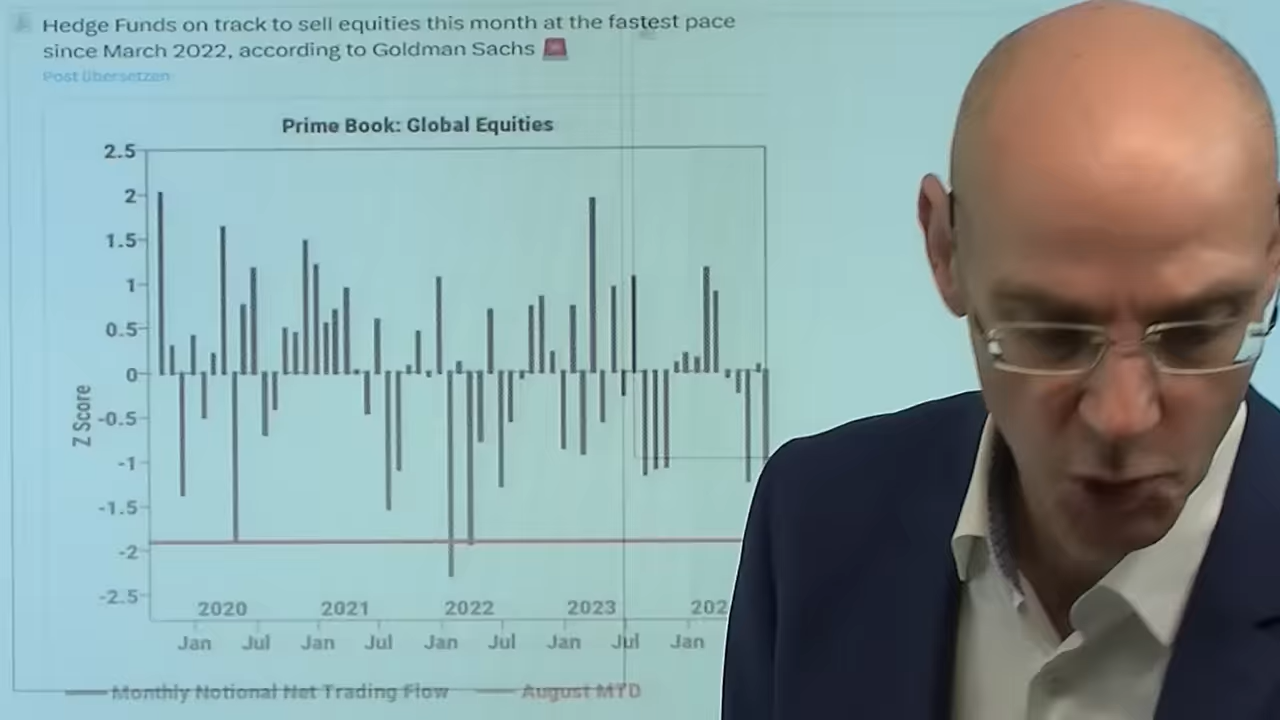 Hedge Funds on track to sell equities this month at the fastest pace
since March 2022, according to Goldman Sachs
Post übersetzen
Prime Book: Global Equities
2.5
2
1.5
1
0.5
0
-0.5
-1
-1.5
-2
-2.5
Z Score
2020 2021 2022 2023 202
Jan Jul Jan Jul Jan Jul Jan Jul Jan
Monthly Notional Net Trading Flow August MTD